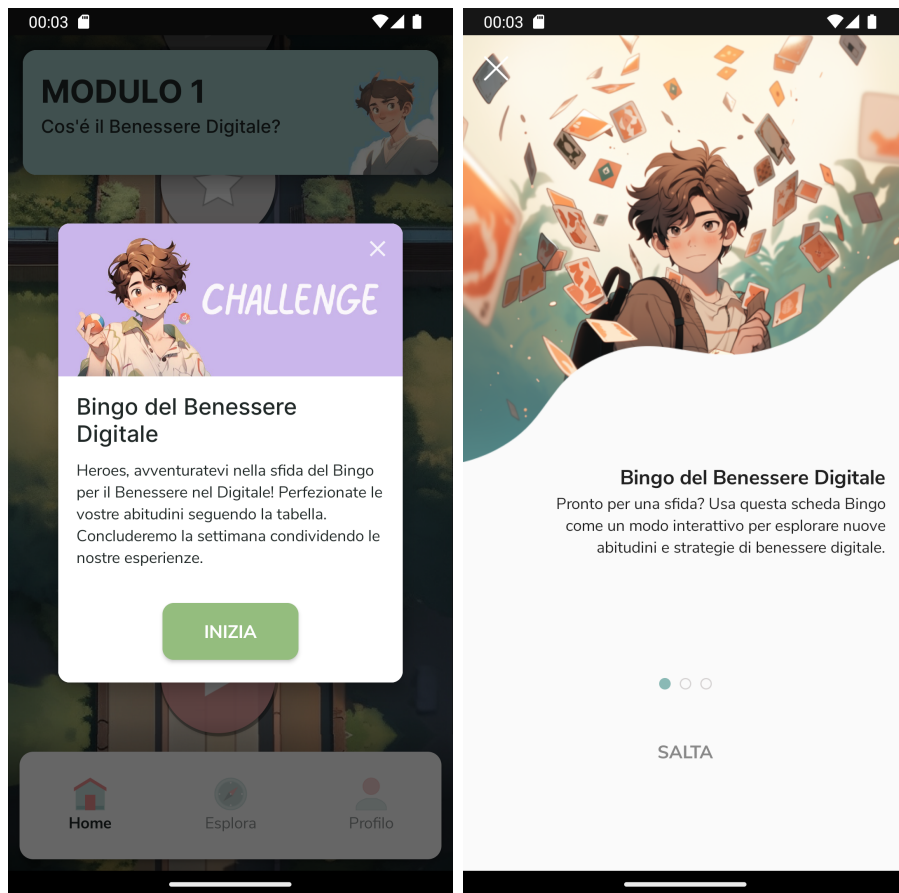 00:03
MODULO 1
Cos'é il Benessere Digitale?
CHALLENGE
Bingo del Benessere
Digitale
Heroes, avventuratevi nella sfida del Bingo
per il Benessere nel Digitale! Perfezionate le
vostre abitudini seguendo la tabella.
Concluderemo la settimana condividendo le
nostre esperienze.
INIZIA
Home
Esplora
Profilo
00:03
Bingo del Benessere Digitale
Pronto per una sfida? Usa questa scheda Bingo
come un modo interattivo per esplorare nuove
abitudini e strategie di benessere digitale.
SALTA